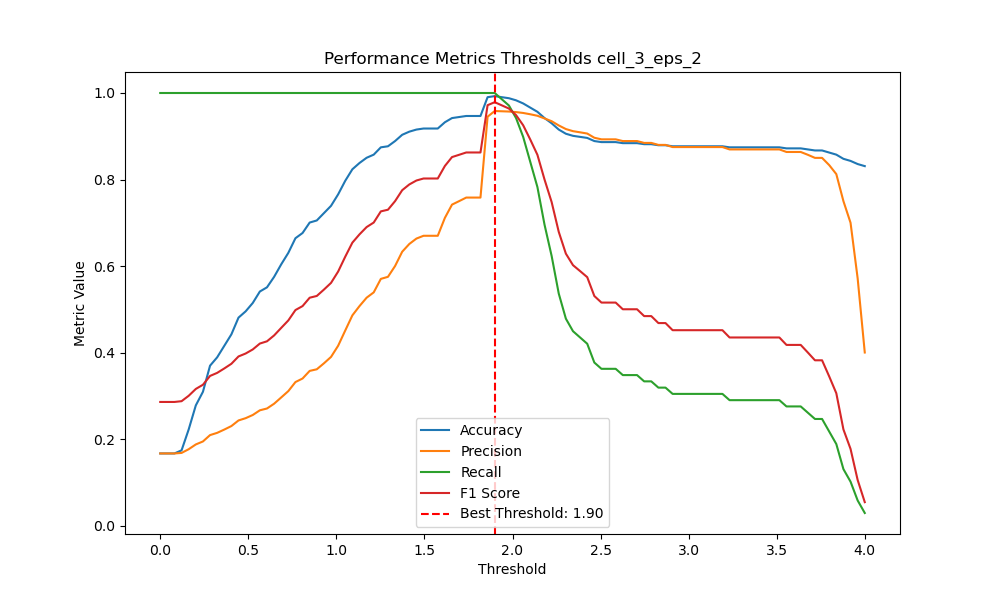 Performance Metrics Thresholds cell_3_eps_2
Metric Value
1.0
0.8
0.6
0.4
0.2
0.0
Accuracy
Precision
Recall
F1 Score
Best Threshold: 1.90
0.0 0.5 1.0 1.5 2.0 2.5 3.0 3.5 4.0
Threshold